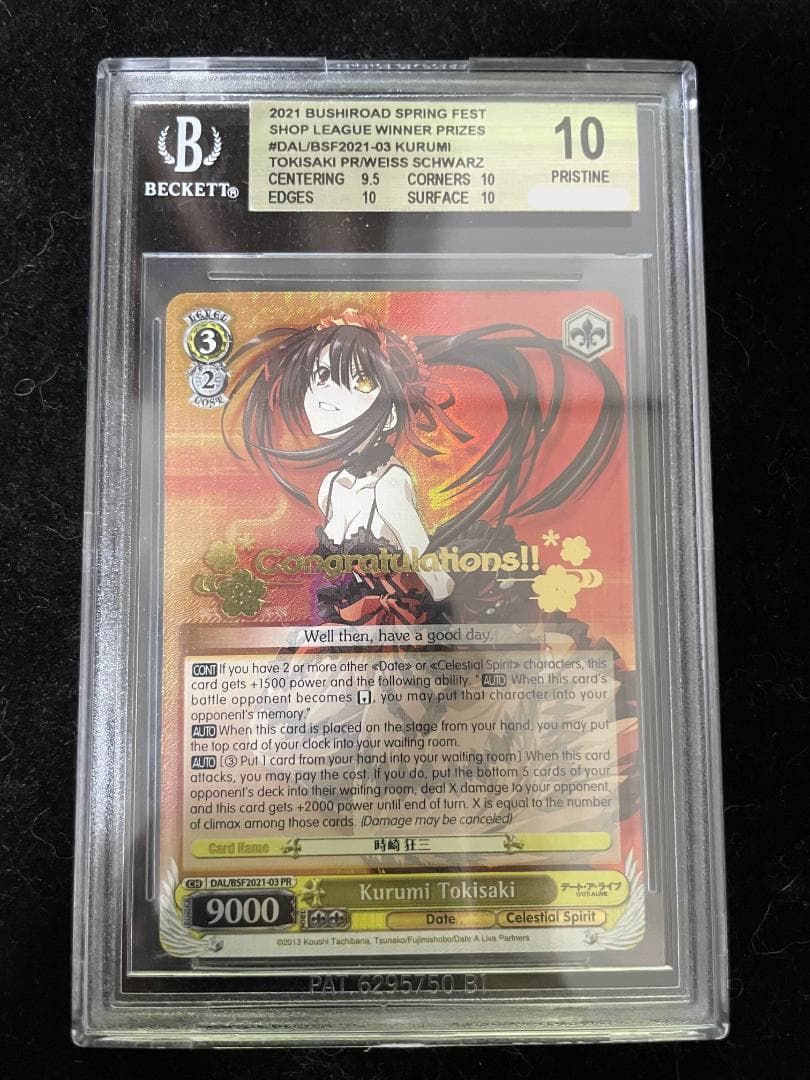 B
BECKETT®
2021 BUSHIROAD SPRING FEST
SHOP LEAGUE WINNER PRIZES
#DAL/BSF2021-03 KURUMI
TOKISAKI PR/WEISS SCHWARZ
CENTERING 9.5 CORNERS 10
EDGES 10 SURFACE 10
10
PRISTINE
LEVEL
3
2
COST
Congratulations!!
Well then, have a good day.
CONT If you have 2 or more other «Date» or «Celestial Spirit» characters, this
card gets +1500 power and the following ability. "AUTO When this card's
battle opponent becomes , you may put that character into your
opponent's memory."
AUTO When this card is placed on the stage from your hand, you may put
the top card of your clock into your waiting room.
AUTO [③ Put 1 card from your hand into your waiting room] When this card
attacks, you may pay the cost. If you do, put the bottom 5 cards of your
opponent's deck into their waiting room, deal X damage to your opponent,
and this card gets +2000 power until end of turn. X is equal to the number
of climax among those cards. (Damage may be canceled)
Card Name 時崎 狂三
CH DAL/BSF2021-03 PR
Kurumi Tokisaki
デート・ア・ライブ
DATE A LIVE
POWER
9000
MORE
Date
Celestial Spirit
©2013 Koushi Tachibana, Tsunako/Fujimishobo/Date A Live Partners
PAT. 6295750 B1